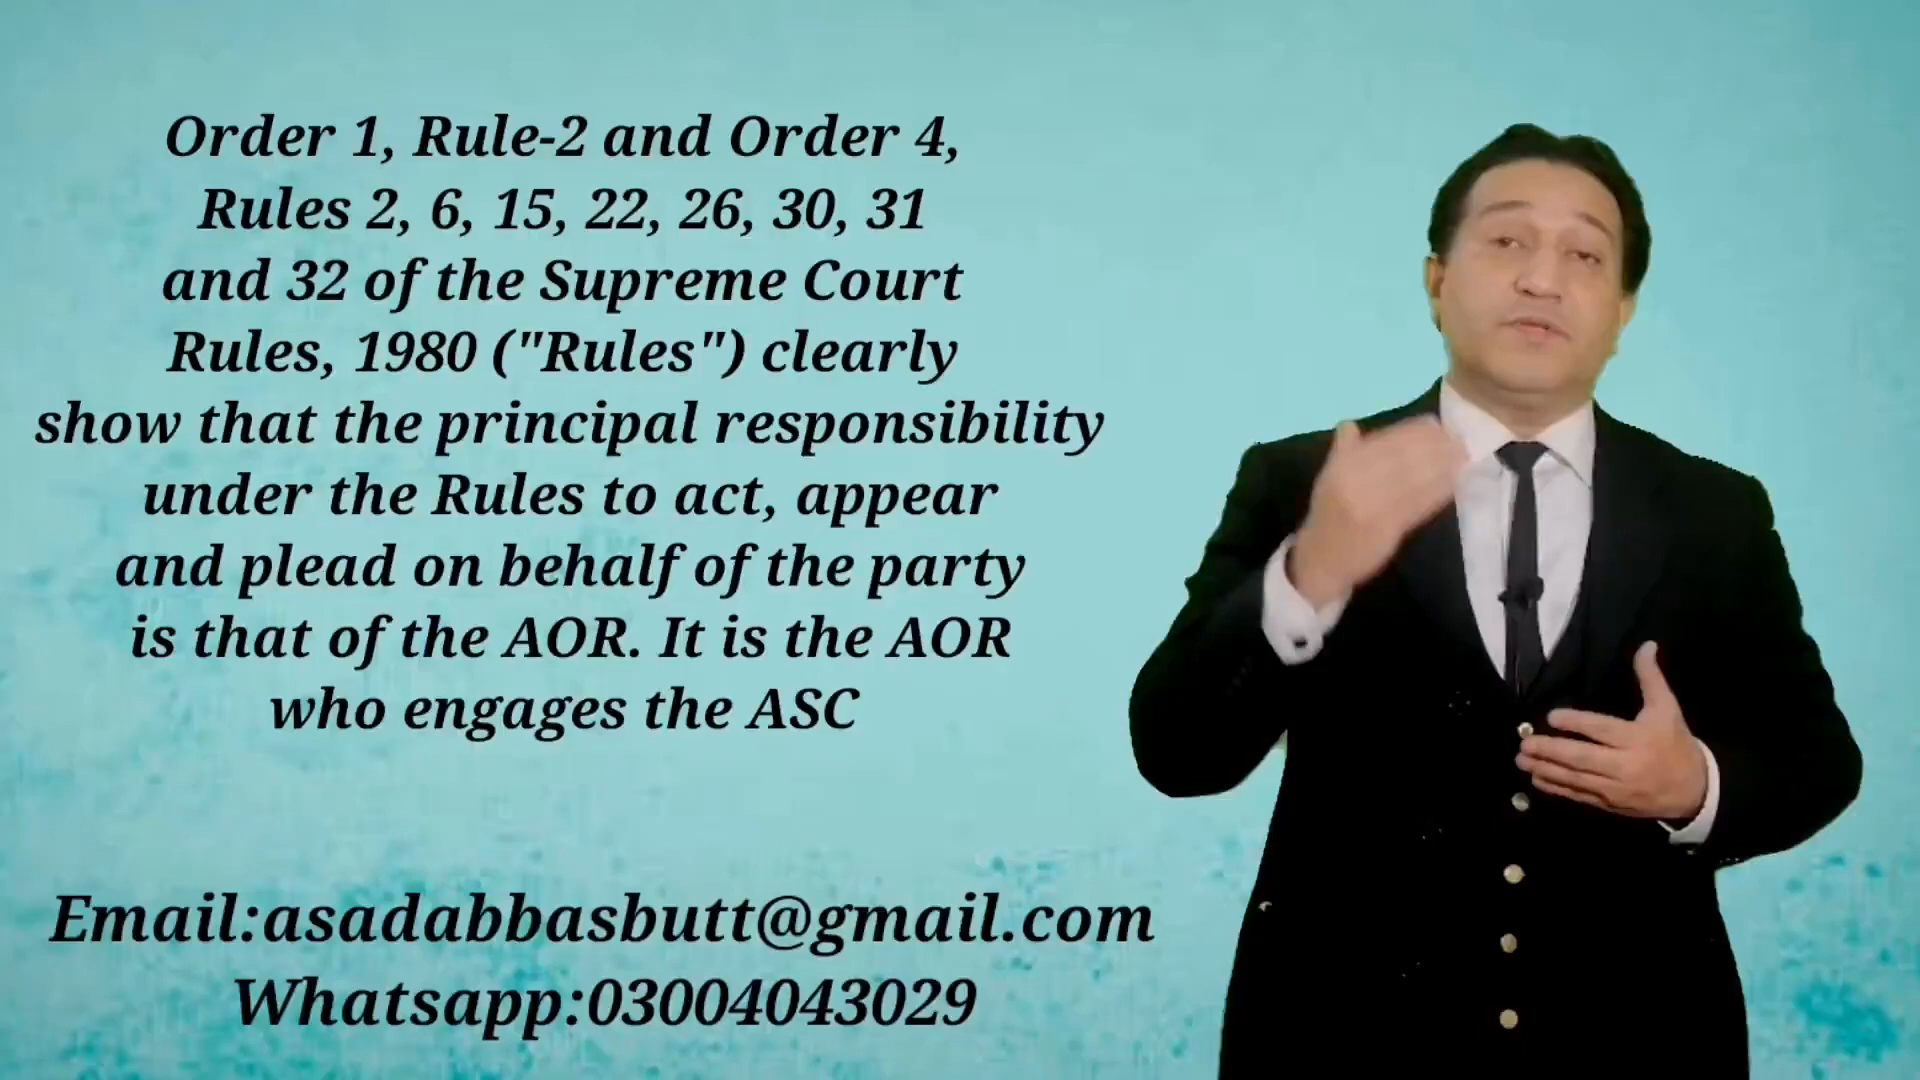 Order 1, Rule-2 and Order 4,
Rules 2, 6, 15, 22, 26, 30, 31
and 32 of the Supreme Court
Rules, 1980 ("Rules") clearly
show that the principal responsibility
under the Rules to act, appear
and plead on behalf of the party
is that of the AOR. It is the AOR
who engages the ASC
Email:asadabbasbutt@gmail.com
Whatsapp:03004043029